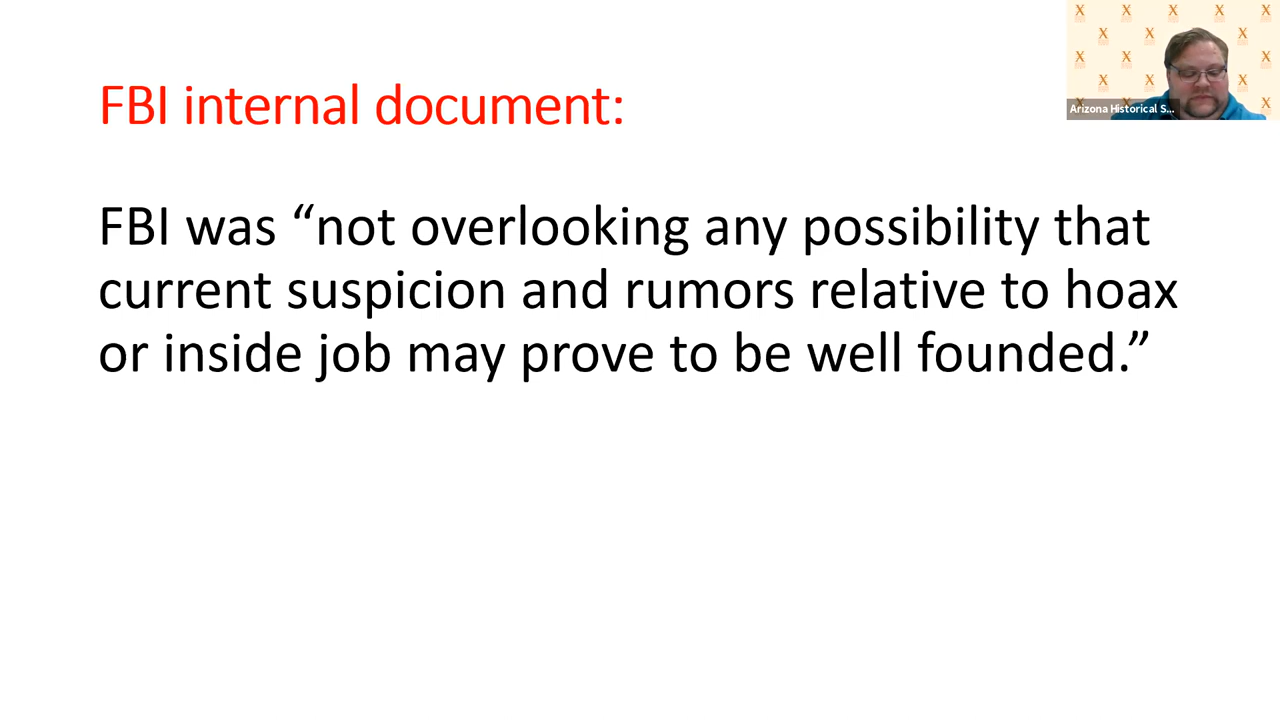 FBI internal document:
FBI was “not overlooking any possibility that
current suspicion and rumors relative to hoax
or inside job may prove to be well founded.”
X X X X X
X X X X
X X X
X X X
X X
Arizona Historical S...